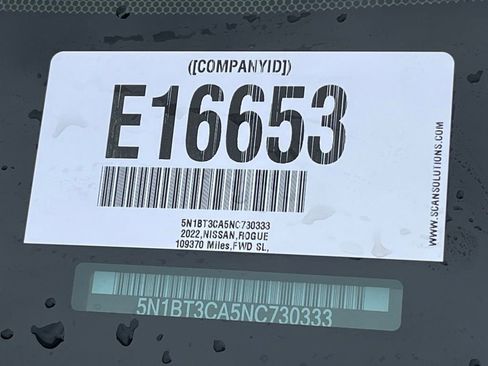 ([COMPANYID])
E16653
5N1BT3CA5NC730333
2022,NISSAN,ROGUE
109370 Miles,FWD SL,
WWW.SCANSOLUTIONS.COM
5N1BT3CA5NC730333